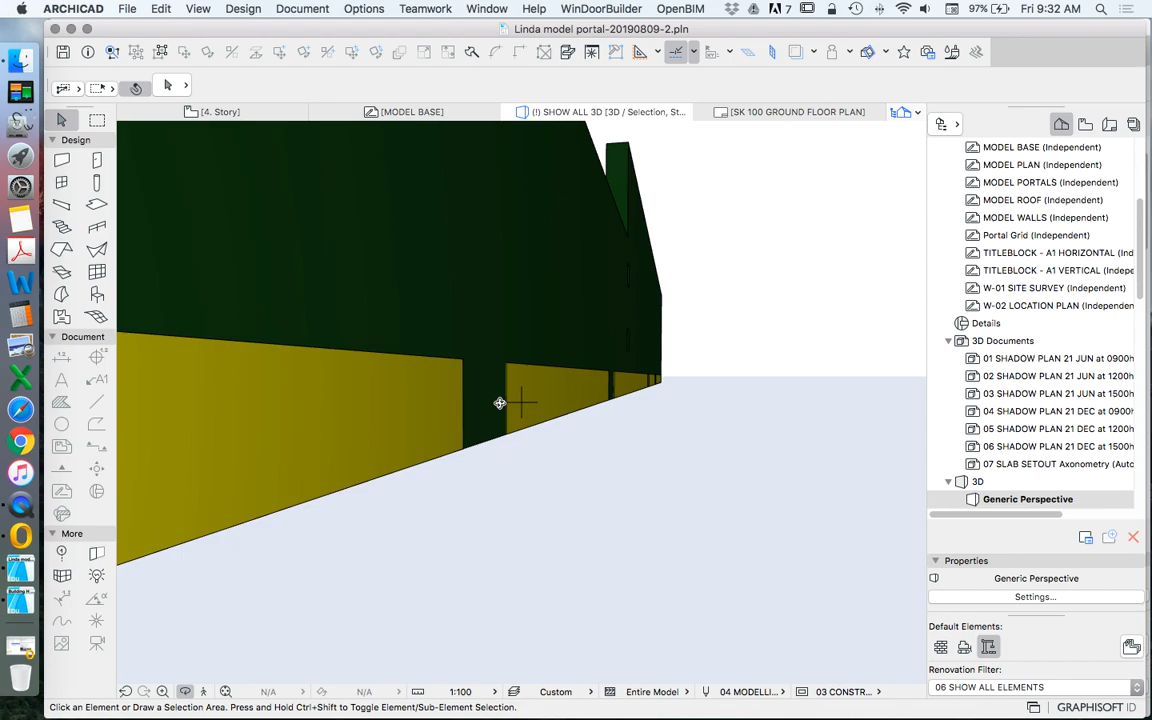 ARCHICAD File Edit View Design Document Options Teamwork Window WinDoorBuilder OpenBIM 7 97% Fri 9:32 AM
Linda model portal-20190809-2.pln
[4. Story] [MODEL BASE] (!) SHOW ALL 3D [3D / Selection, St... [SK 100 GROUND FLOOR PLAN]
Design
Document
More
MODEL BASE (Independent)
MODEL PLAN (Independent)
MODEL PORTALS (Independent)
MODEL ROOF (Independent)
MODEL WALLS (Independent)
Portal Grid (Independent)
TITLEBLOCK - A1 HORIZONTAL (Ind
TITLEBLOCK - A1 VERTICAL (Indepe
W-01 SITE SURVEY (Independent)
W-02 LOCATION PLAN (Independen
Details
3D Documents
01 SHADOW PLAN 21 JUN at 0900h
02 SHADOW PLAN 21 JUN at 1200h
03 SHADOW PLAN 21 JUN at 1500h
04 SHADOW PLAN 21 DEC at 0900h
05 SHADOW PLAN 21 DEC at 1200h
06 SHADOW PLAN 21 DEC at 1500h
07 SLAB SETOUT Axonometry (Auto
3D
Generic Perspective
Properties
Generic Perspective
Settings...
Default Elements:
Renovation Filter:
06 SHOW ALL ELEMENTS
N/A N/A 1:100 Custom Entire Model 04 MODELLI... 03 CONSTR...
Click an Element or Draw a Selection Area. Press and Hold Ctrl+Shift to Toggle Element/Sub-Element Selection.
GRAPHISOFT ID